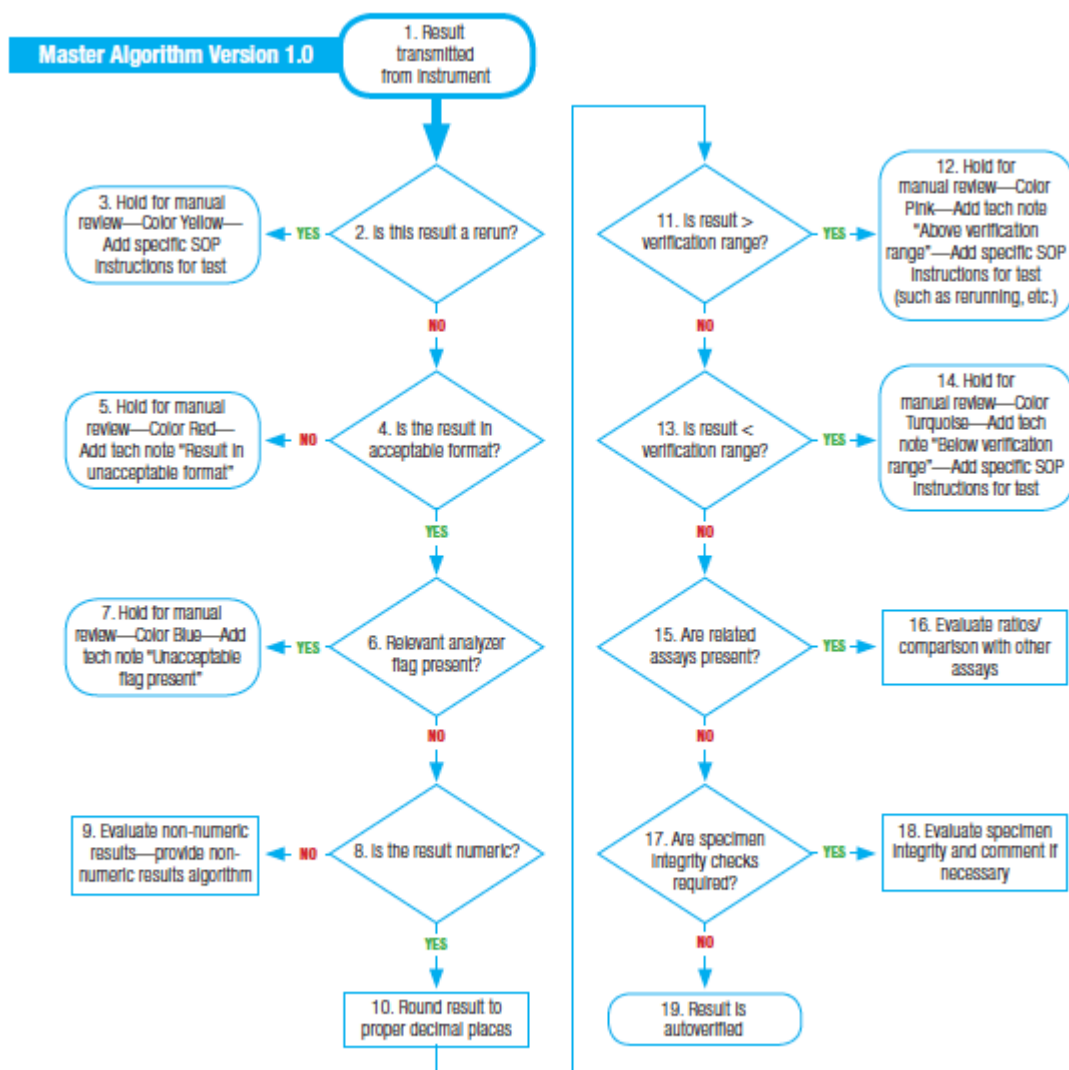 Master Algorithm Version 1.0
1. Result
transmitted
from Instrument
2. Is this result a rerun?
YES
3. Hold for manual
review—Color Yellow—
Add specific SOP
Instructions for test
NO
4. Is the result in
acceptable format?
NO
5. Hold for manual
review—Color Red—
Add tech note "Result in
unacceptable format"
YES
6. Relevant analyzer
flag present?
YES
7. Hold for manual
review—Color Blue—Add
tech note "Unacceptable
flag present"
NO
8. Is the result numeric?
NO
9. Evaluate non-numeric
results—provide non-
numeric results algorithm
YES
10. Round result to
proper decimal places
11. Is result >
verification range?
YES
12. Hold for
manual review—Color
Pink—Add tech note
"Above verification
range"—Add specific SOP
Instructions for test
(such as rerunning, etc.)
NO
13. Is result <
verification range?
YES
14. Hold for
manual review—Color
Turquoise—Add tech
note "Below verification
range"—Add specific SOP
Instructions for test
NO
15. Are related
assays present?
YES
16. Evaluate ratios/
comparison with other
assays
NO
17. Are specimen
Integrity checks
required?
YES
18. Evaluate specimen
Integrity and comment if
necessary
NO
19. Result is
autoverified